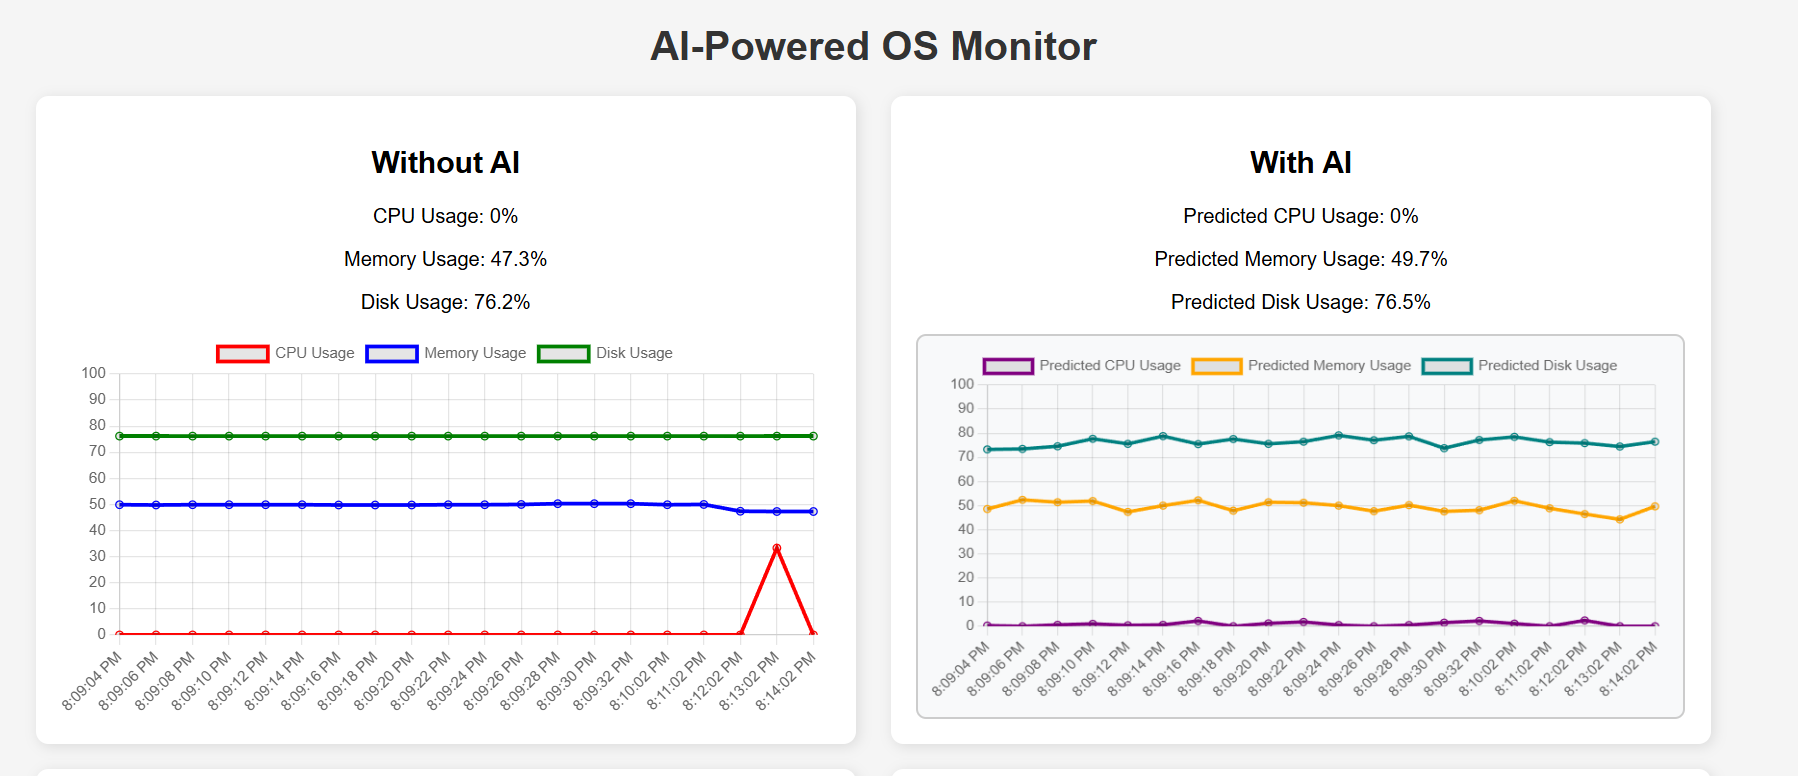 AI-Powered OS Monitor
Without AI
CPU Usage: 0%
Memory Usage: 47.3%
Disk Usage: 76.2%
CPU Usage Memory Usage Disk Usage
100
90
80
70
60
50
40
30
20
10
0
8:09:04 PM
8:09:06 PM
8:09:08 PM
8:09:10 PM
8:09:12 PM
8:09:14 PM
8:09:16 PM
8:09:18 PM
8:09:20 PM
8:09:22 PM
8:09:24 PM
8:09:26 PM
8:09:28 PM
8:09:30 PM
8:09:32 PM
8:10:02 PM
8:11:02 PM
8:12:02 PM
8:13:02 PM
8:14:02 PM
With AI
Predicted CPU Usage: 0%
Predicted Memory Usage: 49.7%
Predicted Disk Usage: 76.5%
Predicted CPU Usage Predicted Memory Usage Predicted Disk Usage
100
90
80
70
60
50
40
30
20
10
0
8:09:04 PM
8:09:06 PM
8:09:08 PM
8:09:10 PM
8:09:12 PM
8:09:14 PM
8:09:16 PM
8:09:18 PM
8:09:20 PM
8:09:22 PM
8:09:24 PM
8:09:26 PM
8:09:28 PM
8:09:30 PM
8:09:32 PM
8:10:02 PM
8:11:02 PM
8:12:02 PM
8:13:02 PM
8:14:02 PM